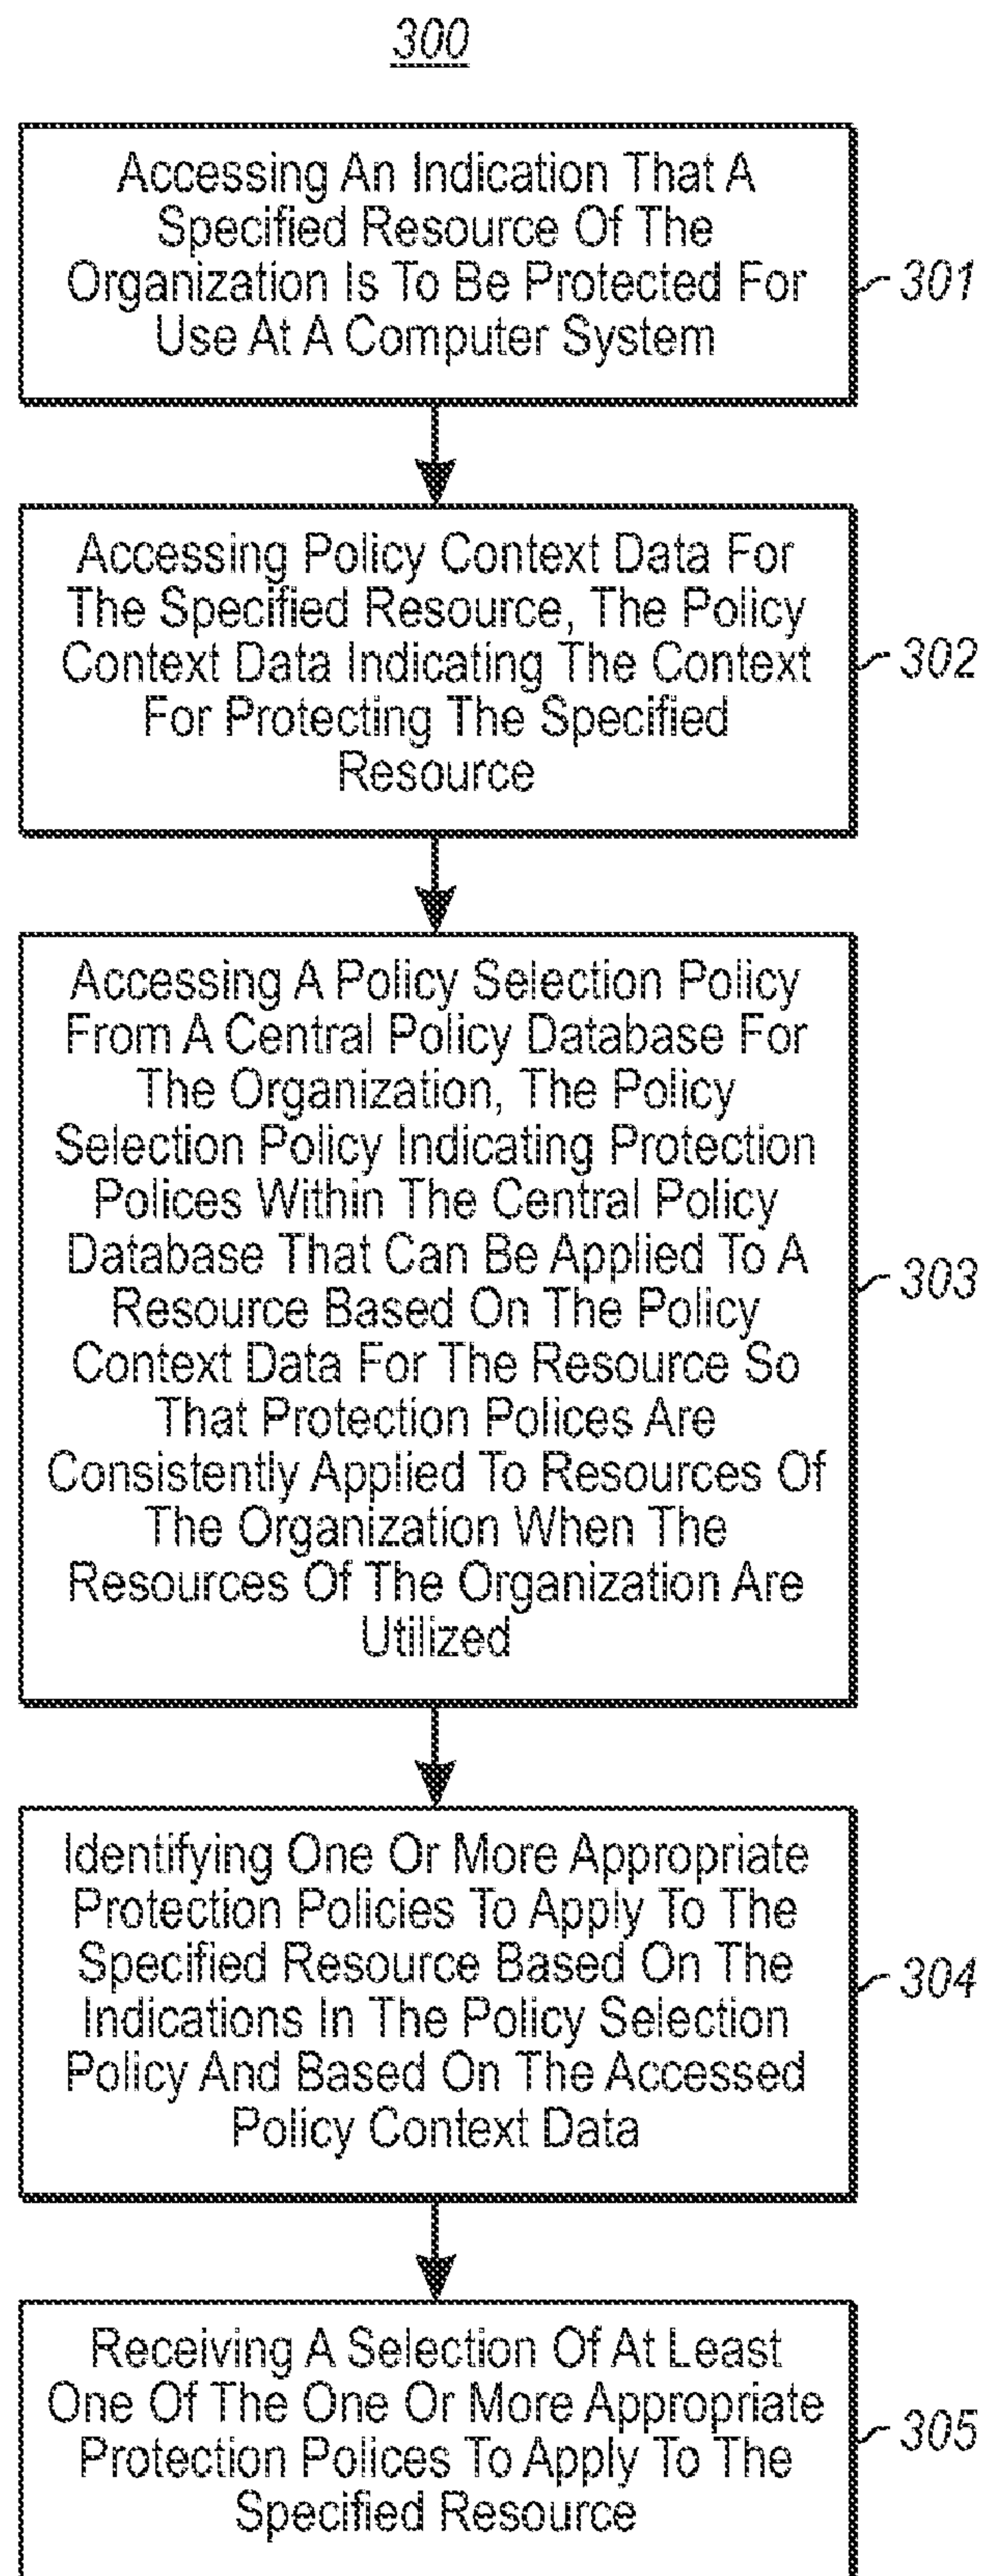 300
Accessing An Indication That A
Specified Resource Of The
Organization Is To Be Protected For
Use At A Computer System
301
Accessing Policy Context Data For
The Specified Resource, The Policy
Context Data Indicating The Context
For Protecting The Specified
Resource
302
Accessing A Policy Selection Policy
From A Central Policy Database For
The Organization, The Policy
Selection Policy Indicating Protection
Polices Within The Central Policy
Database That Can Be Applied To A
Resource Based On The Policy
Context Data For The Resource So
That Protection Polices Are
Consistently Applied To Resources Of
The Organization When The
Resources Of The Organization Are
Utilized
303
Identifying One Or More Appropriate
Protection Policies To Apply To The
Specified Resource Based On The
Indications In The Policy Selection
Policy And Based On The Accessed
Policy Context Data
304
Receiving A Selection Of At Least
One Of The One Or More Appropriate
Protection Polices To Apply To The
Specified Resource
305